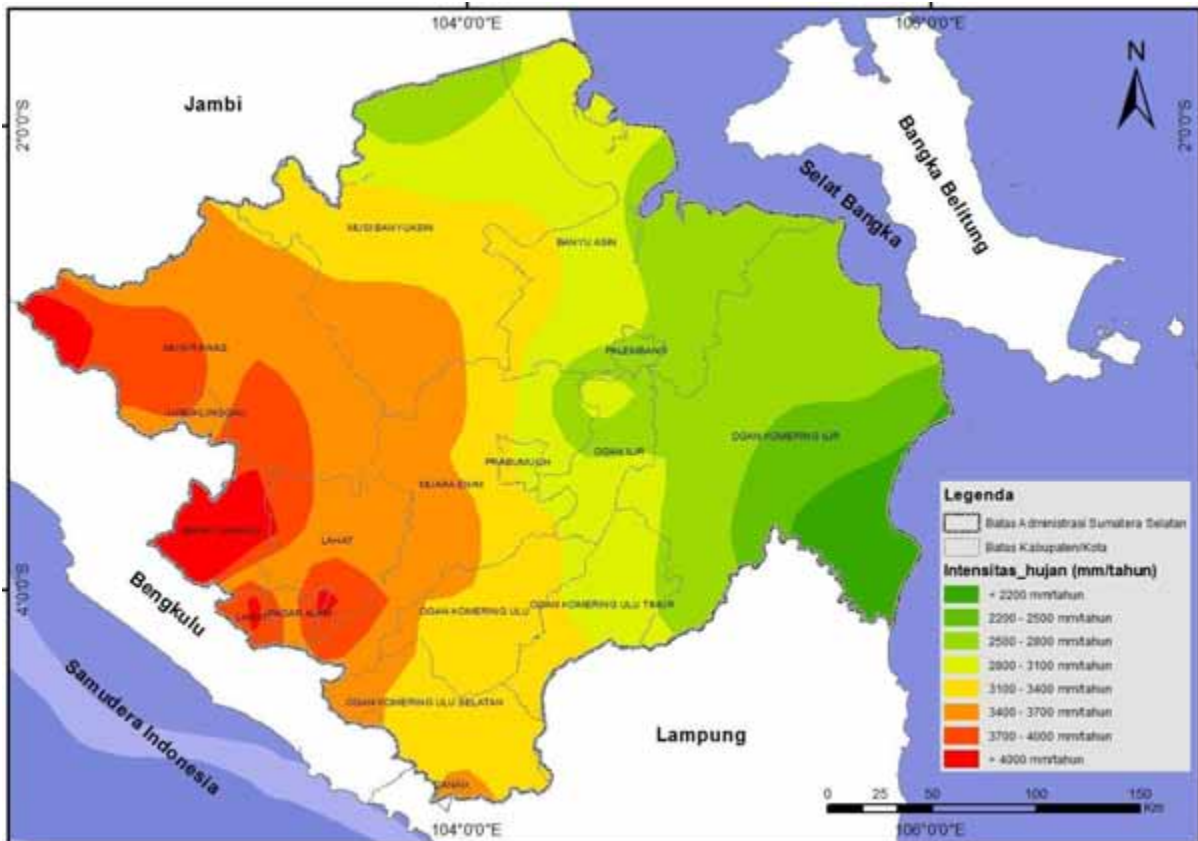 104°0'0"E
106°0'0"E
N
2°0'0"S
2°0'0"S
Jambi
Bangka Belitung
Selat Bangka
MUSI BANYUASIN
BANYU ASIN
MUSI RAWAS
PALEMBANG
OGAN KOMERING ILIR
OGAN ILIR
PRABUMULIH
MUARA ENIM
LAHAT
PAGAR ALAM
OGAN KOMERING ULU
OGAN KOMERING ULU TIMUR
OGAN KOMERING ULU SELATAN
4°0'0"S
Bengkulu
Samudera Indonesia
Lampung
Legenda
Batas Administrasi Sumatera Selatan
Batas Kabupaten/Kota
Intensitas_hujan (mm/tahun)
< 2200 mm/tahun
2200 - 2500 mm/tahun
2500 - 2800 mm/tahun
2800 - 3100 mm/tahun
3100 - 3400 mm/tahun
3400 - 3700 mm/tahun
3700 - 4000 mm/tahun
> 4000 mm/tahun
0 25 50 100 150
Km
104°0'0"E
106°0'0"E